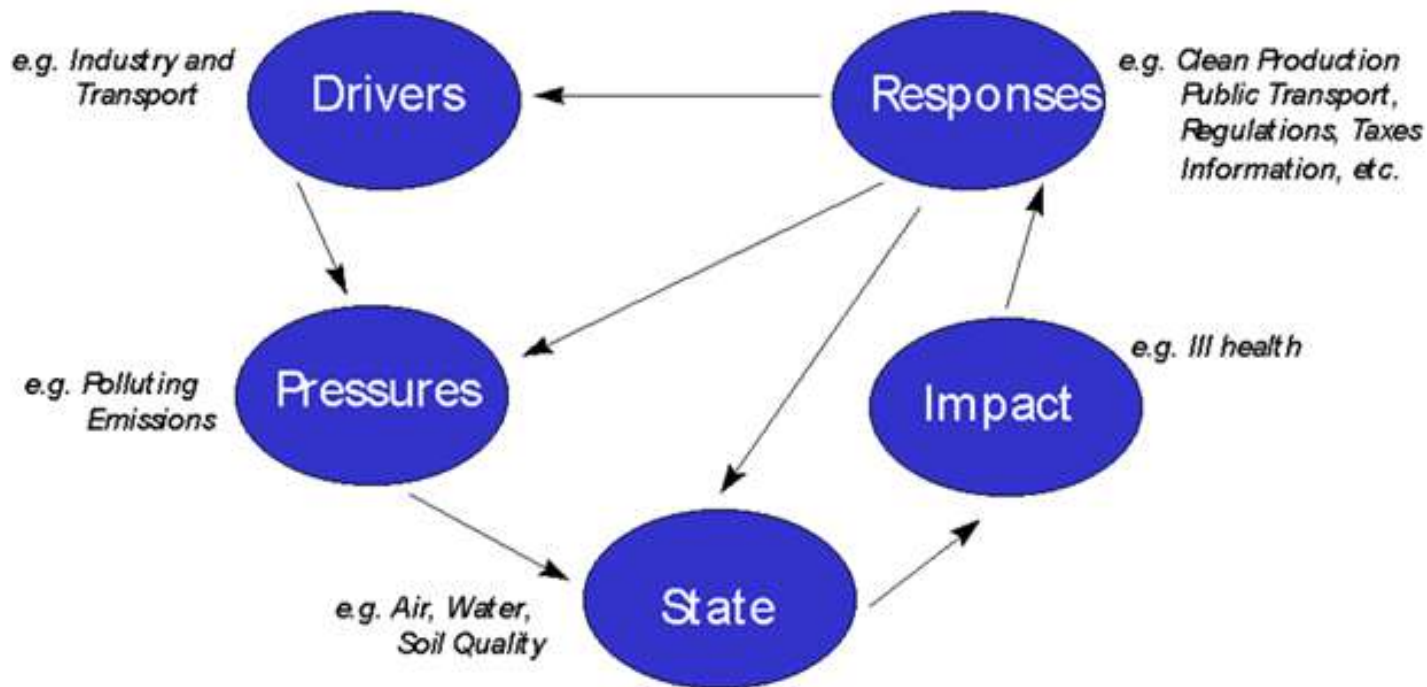 e.g. Industry and
Transport
Drivers
Responses
e.g. Clean Production
Public Transport,
Regulations, Taxes
Information, etc.
e.g. Polluting
Emissions
Pressures
Impact
e.g. Ill health
e.g. Air, Water,
Soil Quality
State